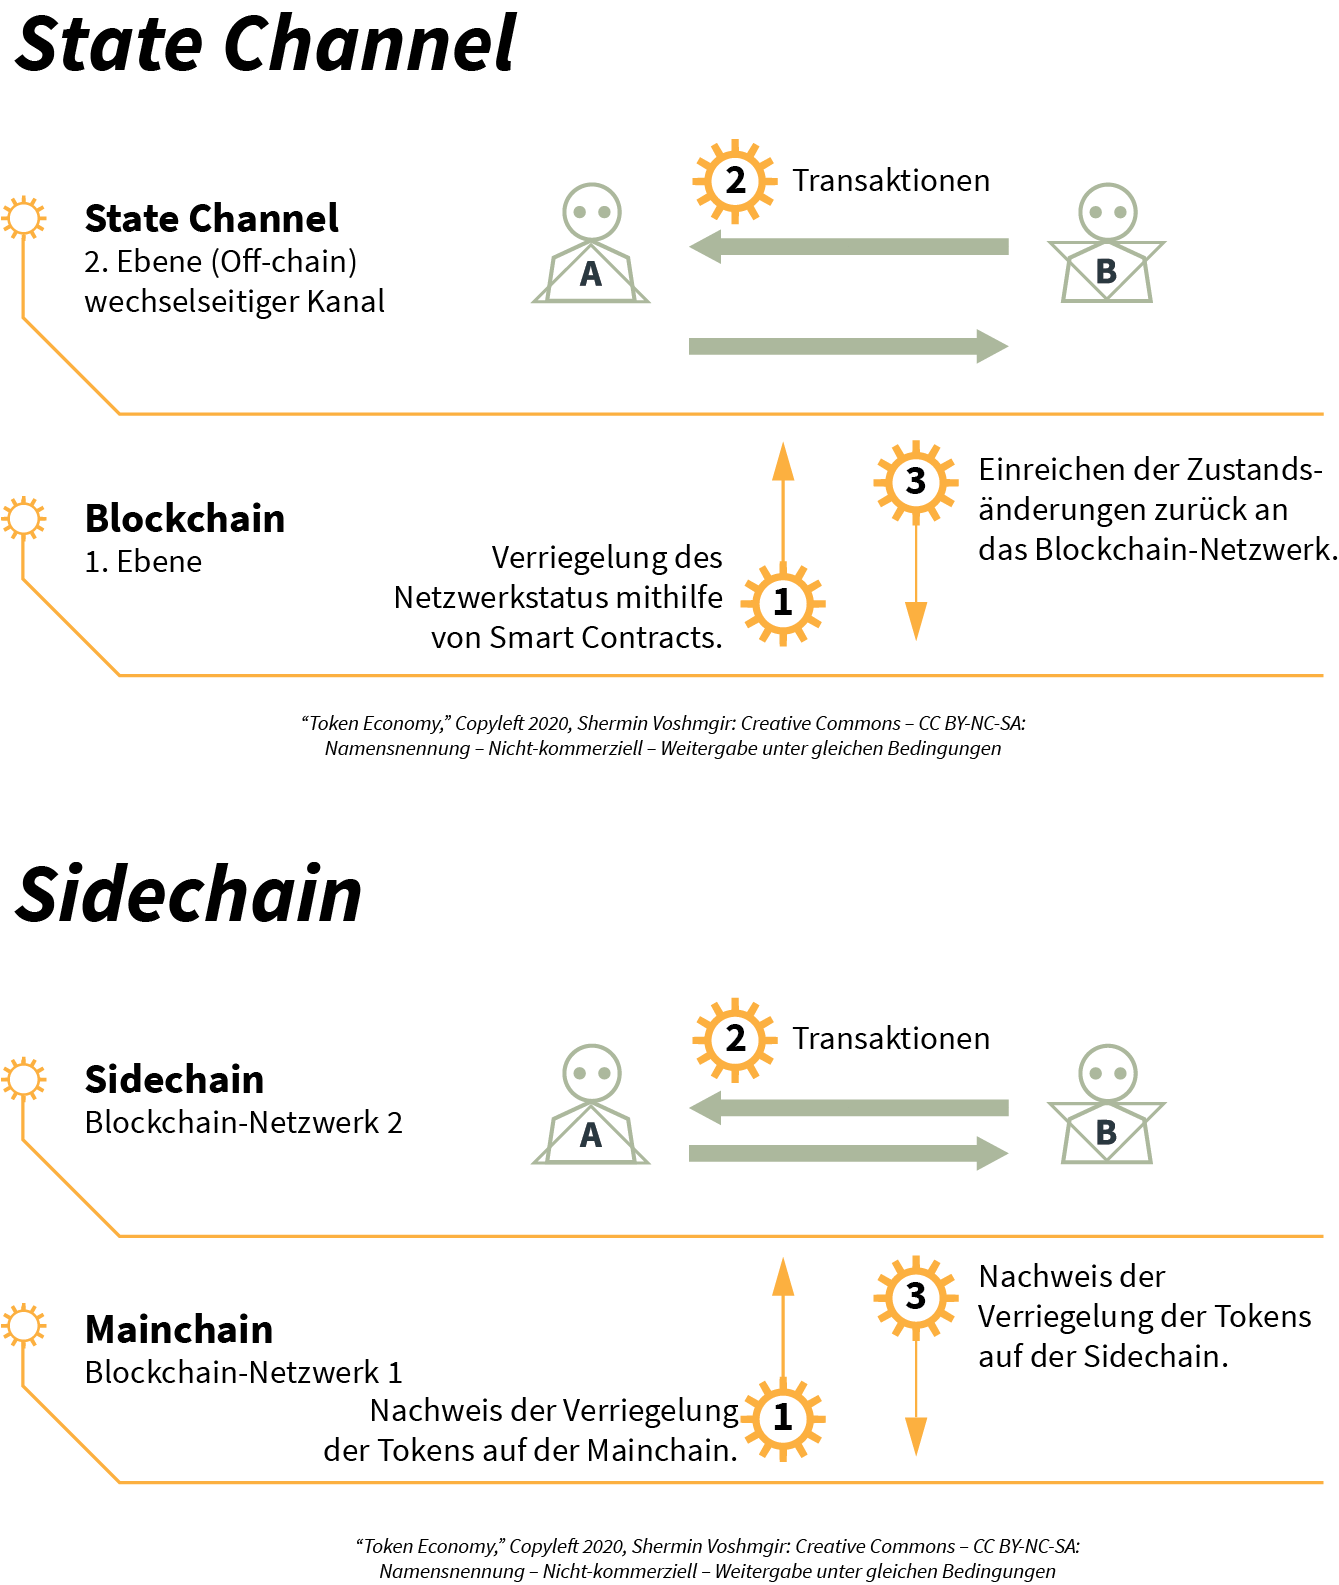 State Channel
2 Transaktionen
State Channel
2. Ebene (Off-chain)
wechselseitiger Kanal
A
B
3 Einreichen der Zustands-
änderungen zurück an
das Blockchain-Netzwerk.
Blockchain
1. Ebene
Verriegelung des
Netzwerkstatus mithilfe
von Smart Contracts.
1
“Token Economy,” Copyleft 2020, Shermin Voshmgir: Creative Commons – CC BY-NC-SA:
Namensnennung – Nicht-kommerziell – Weitergabe unter gleichen Bedingungen
Sidechain
2 Transaktionen
Sidechain
Blockchain-Netzwerk 2
A
B
3 Nachweis der
Verriegelung der Tokens
auf der Sidechain.
Mainchain
Blockchain-Netzwerk 1
Nachweis der Verriegelung
der Tokens auf der Mainchain.
1
“Token Economy,” Copyleft 2020, Shermin Voshmgir: Creative Commons – CC BY-NC-SA:
Namensnennung – Nicht-kommerziell – Weitergabe unter gleichen Bedingungen